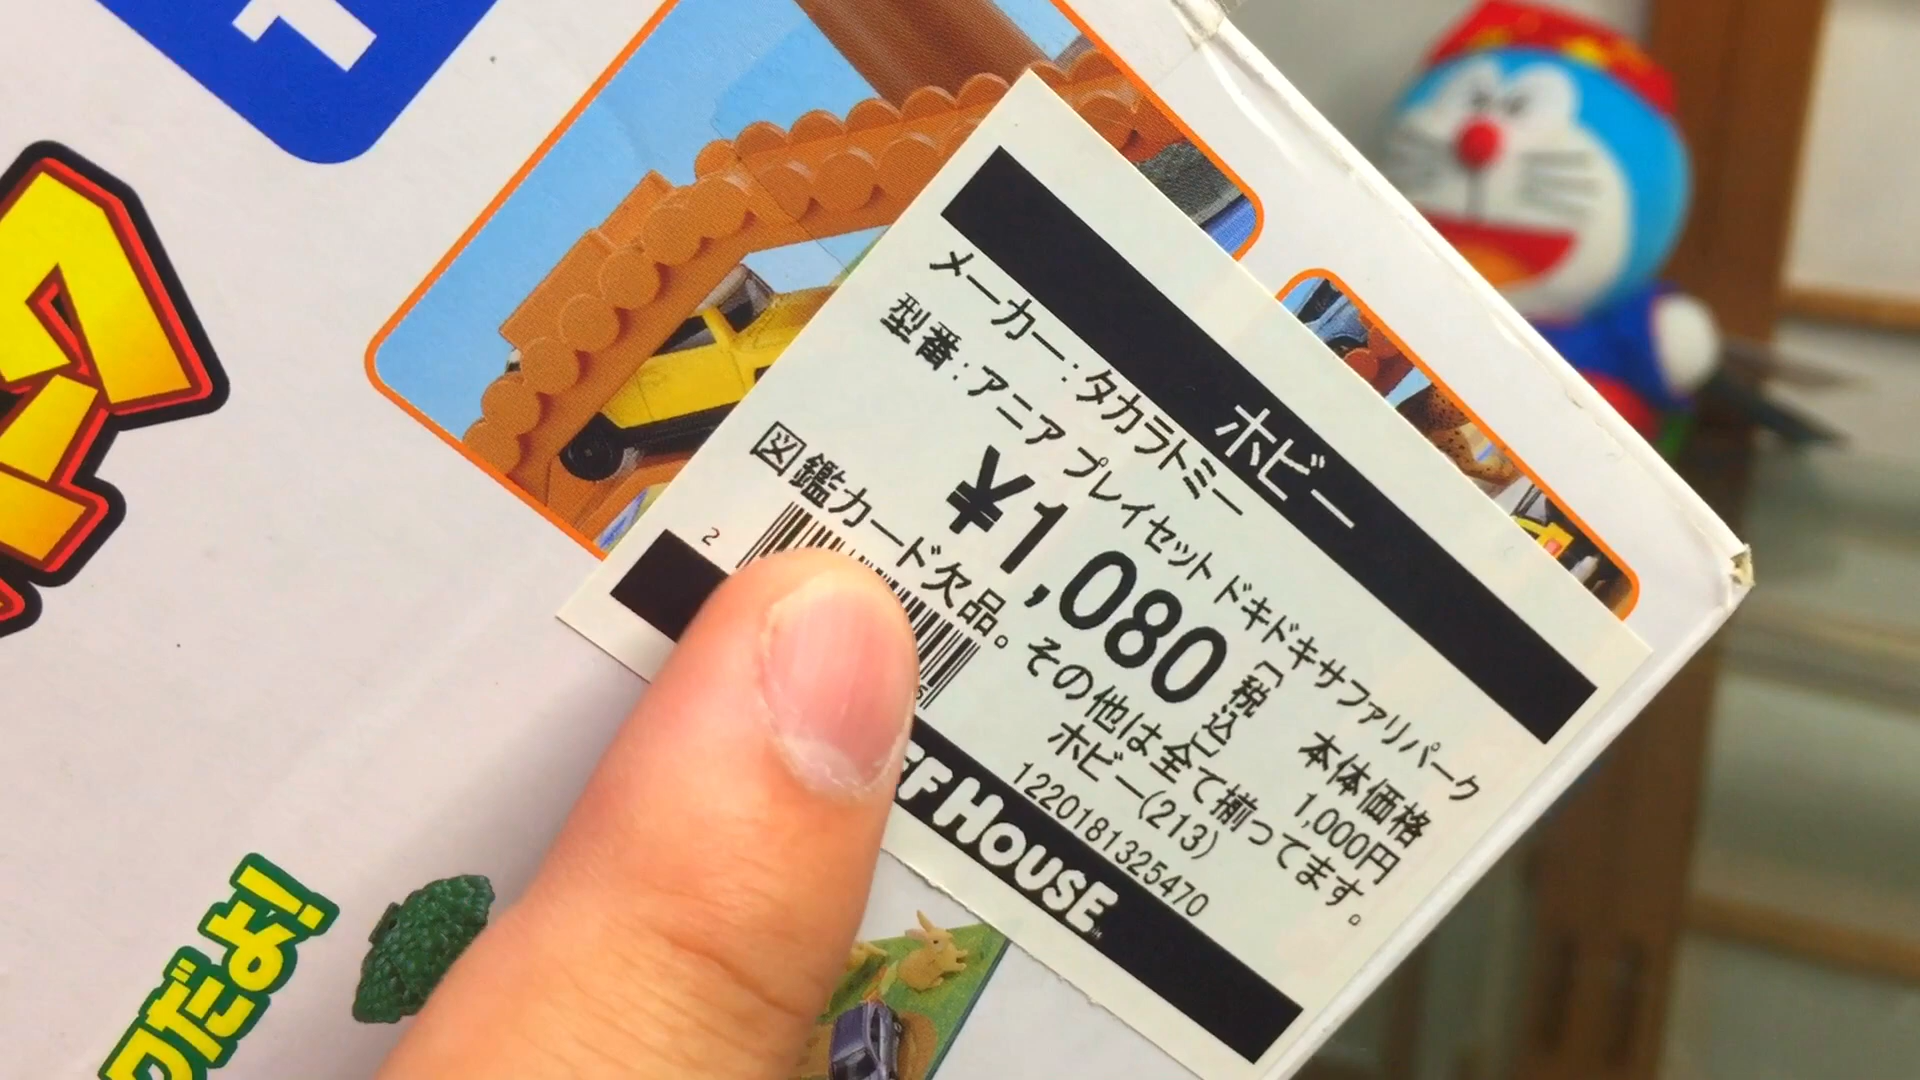 ホビー
メーカー:タカラトミー
型番:アニア プレイセット ドキドキサファリパーク
¥1,080 [税込] 本体価格 1,000円
図鑑カード欠品。その他は全て揃ってます。
ホビー(213)
2
1220181325470
FF HOUSE
だよ!